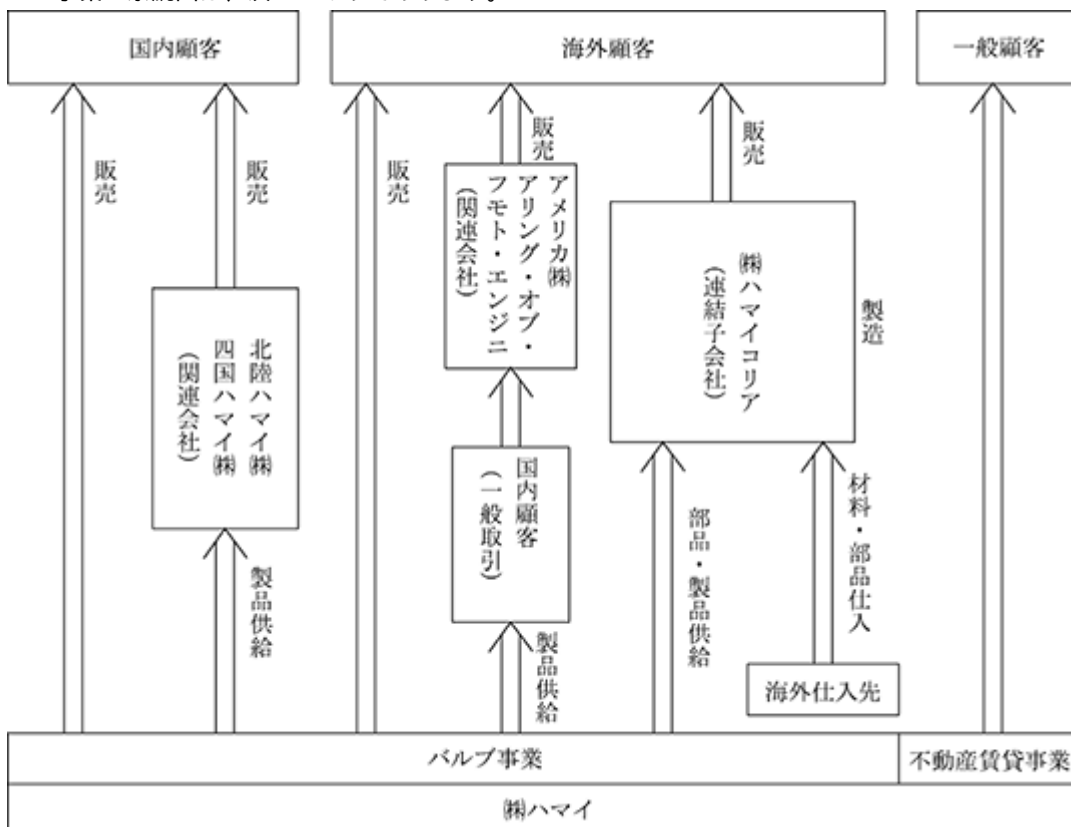 国内顧客
海外顧客
一般顧客
販売
販売
販売
販売
販売
アメリカ㈱
アリング・オブ・
フモト・エンジニ
(関連会社)
㈱ハマイコリア
(連結子会社)
製造
北陸ハマイ㈱
四国ハマイ㈱
(関連会社)
国内顧客
(一般取引)
製品供給
製品供給
部品・製品供給
材料・部品仕入
海外仕入先
バルブ事業
不動産賃貸事業
㈱ハマイ